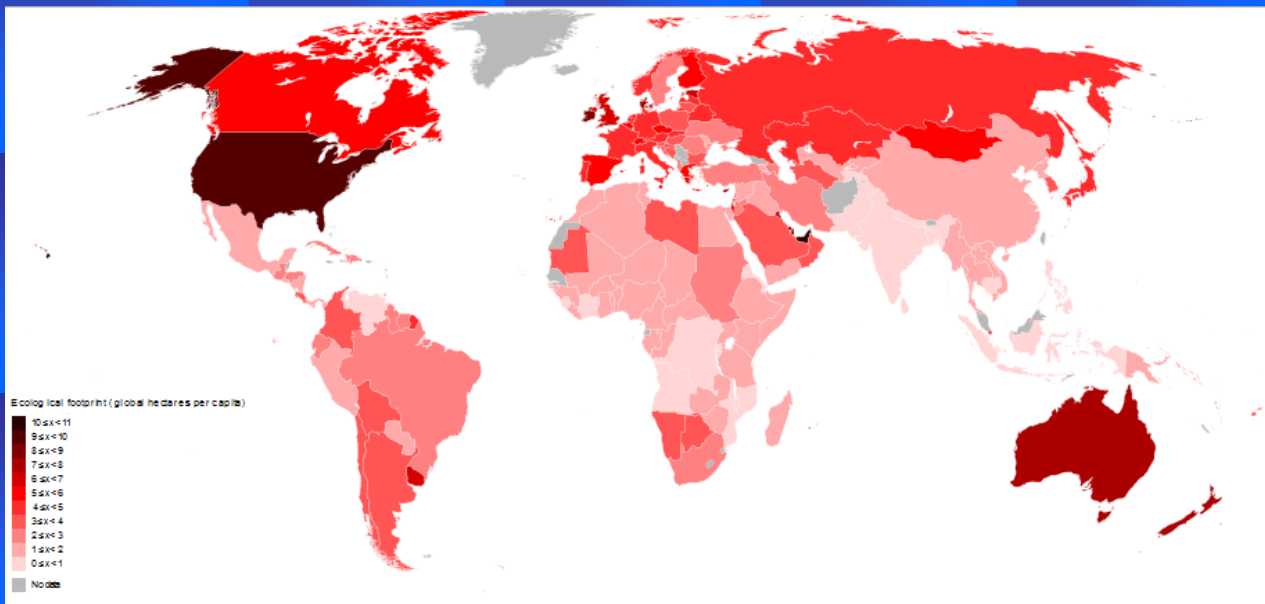 Ecological footprint (global hectares per capita)
10≤x<11
9≤x<10
8≤x<9
7≤x<8
6≤x<7
5≤x<6
4≤x<5
3≤x<4
2≤x<3
1≤x<2
0≤x<1
No data